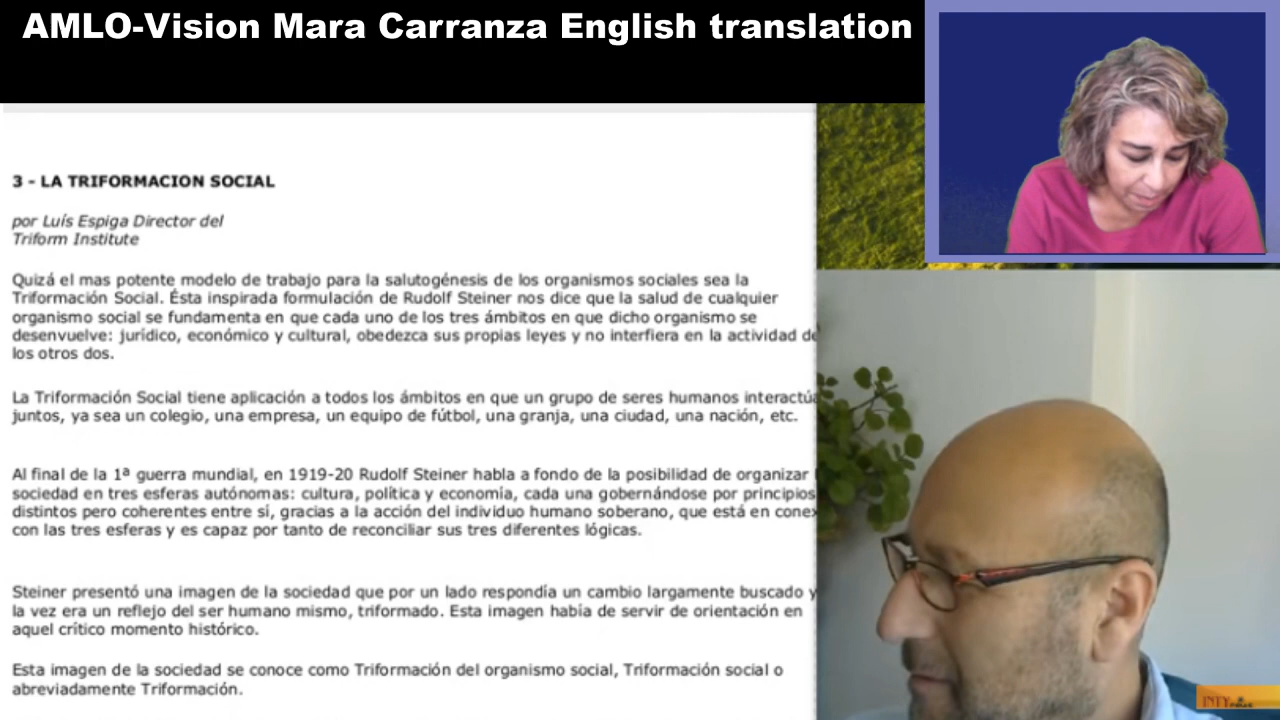 AMLO-Vision Mara Carranza English translation
3 - LA TRIFORMACION SOCIAL
por Luís Espiga Director del
Triform Institute
Quizá el mas potente modelo de trabajo para la salutogénesis de los organismos sociales sea la
Triformación Social. Ésta inspirada formulación de Rudolf Steiner nos dice que la salud de cualquier
organismo social se fundamenta en que cada uno de los tres ámbitos en que dicho organismo se
desenvuelve: jurídico, económico y cultural, obedezca sus propias leyes y no interfiera en la actividad de
los otros dos.
La Triformación Social tiene aplicación a todos los ámbitos en que un grupo de seres humanos
juntos, ya sea un colegio, una empresa, un equipo de fútbol, una granja, una ciudad, una nación, etc.
Al final de la 1ª guerra mundial, en 1919-20 Rudolf Steiner habla a fondo de la posibilidad de organizar
sociedad en tres esferas autónomas: cultura, política y economía, cada una gobernándose por principios
distintos pero coherentes entre sí, gracias a la acción del individuo humano soberano, que está en
con las tres esferas y es capaz por tanto de reconciliar sus tres diferentes lógicas.
Steiner presentó una imagen de la sociedad que por un lado respondía un cambio largamente buscado y
la vez era un reflejo del ser humano mismo, triformado. Esta imagen había de servir de orientación en
aquel crítico momento histórico.
Esta imagen de la sociedad se conoce como Triformación del organismo social, Triformación social o
abreviadamente Triformación.